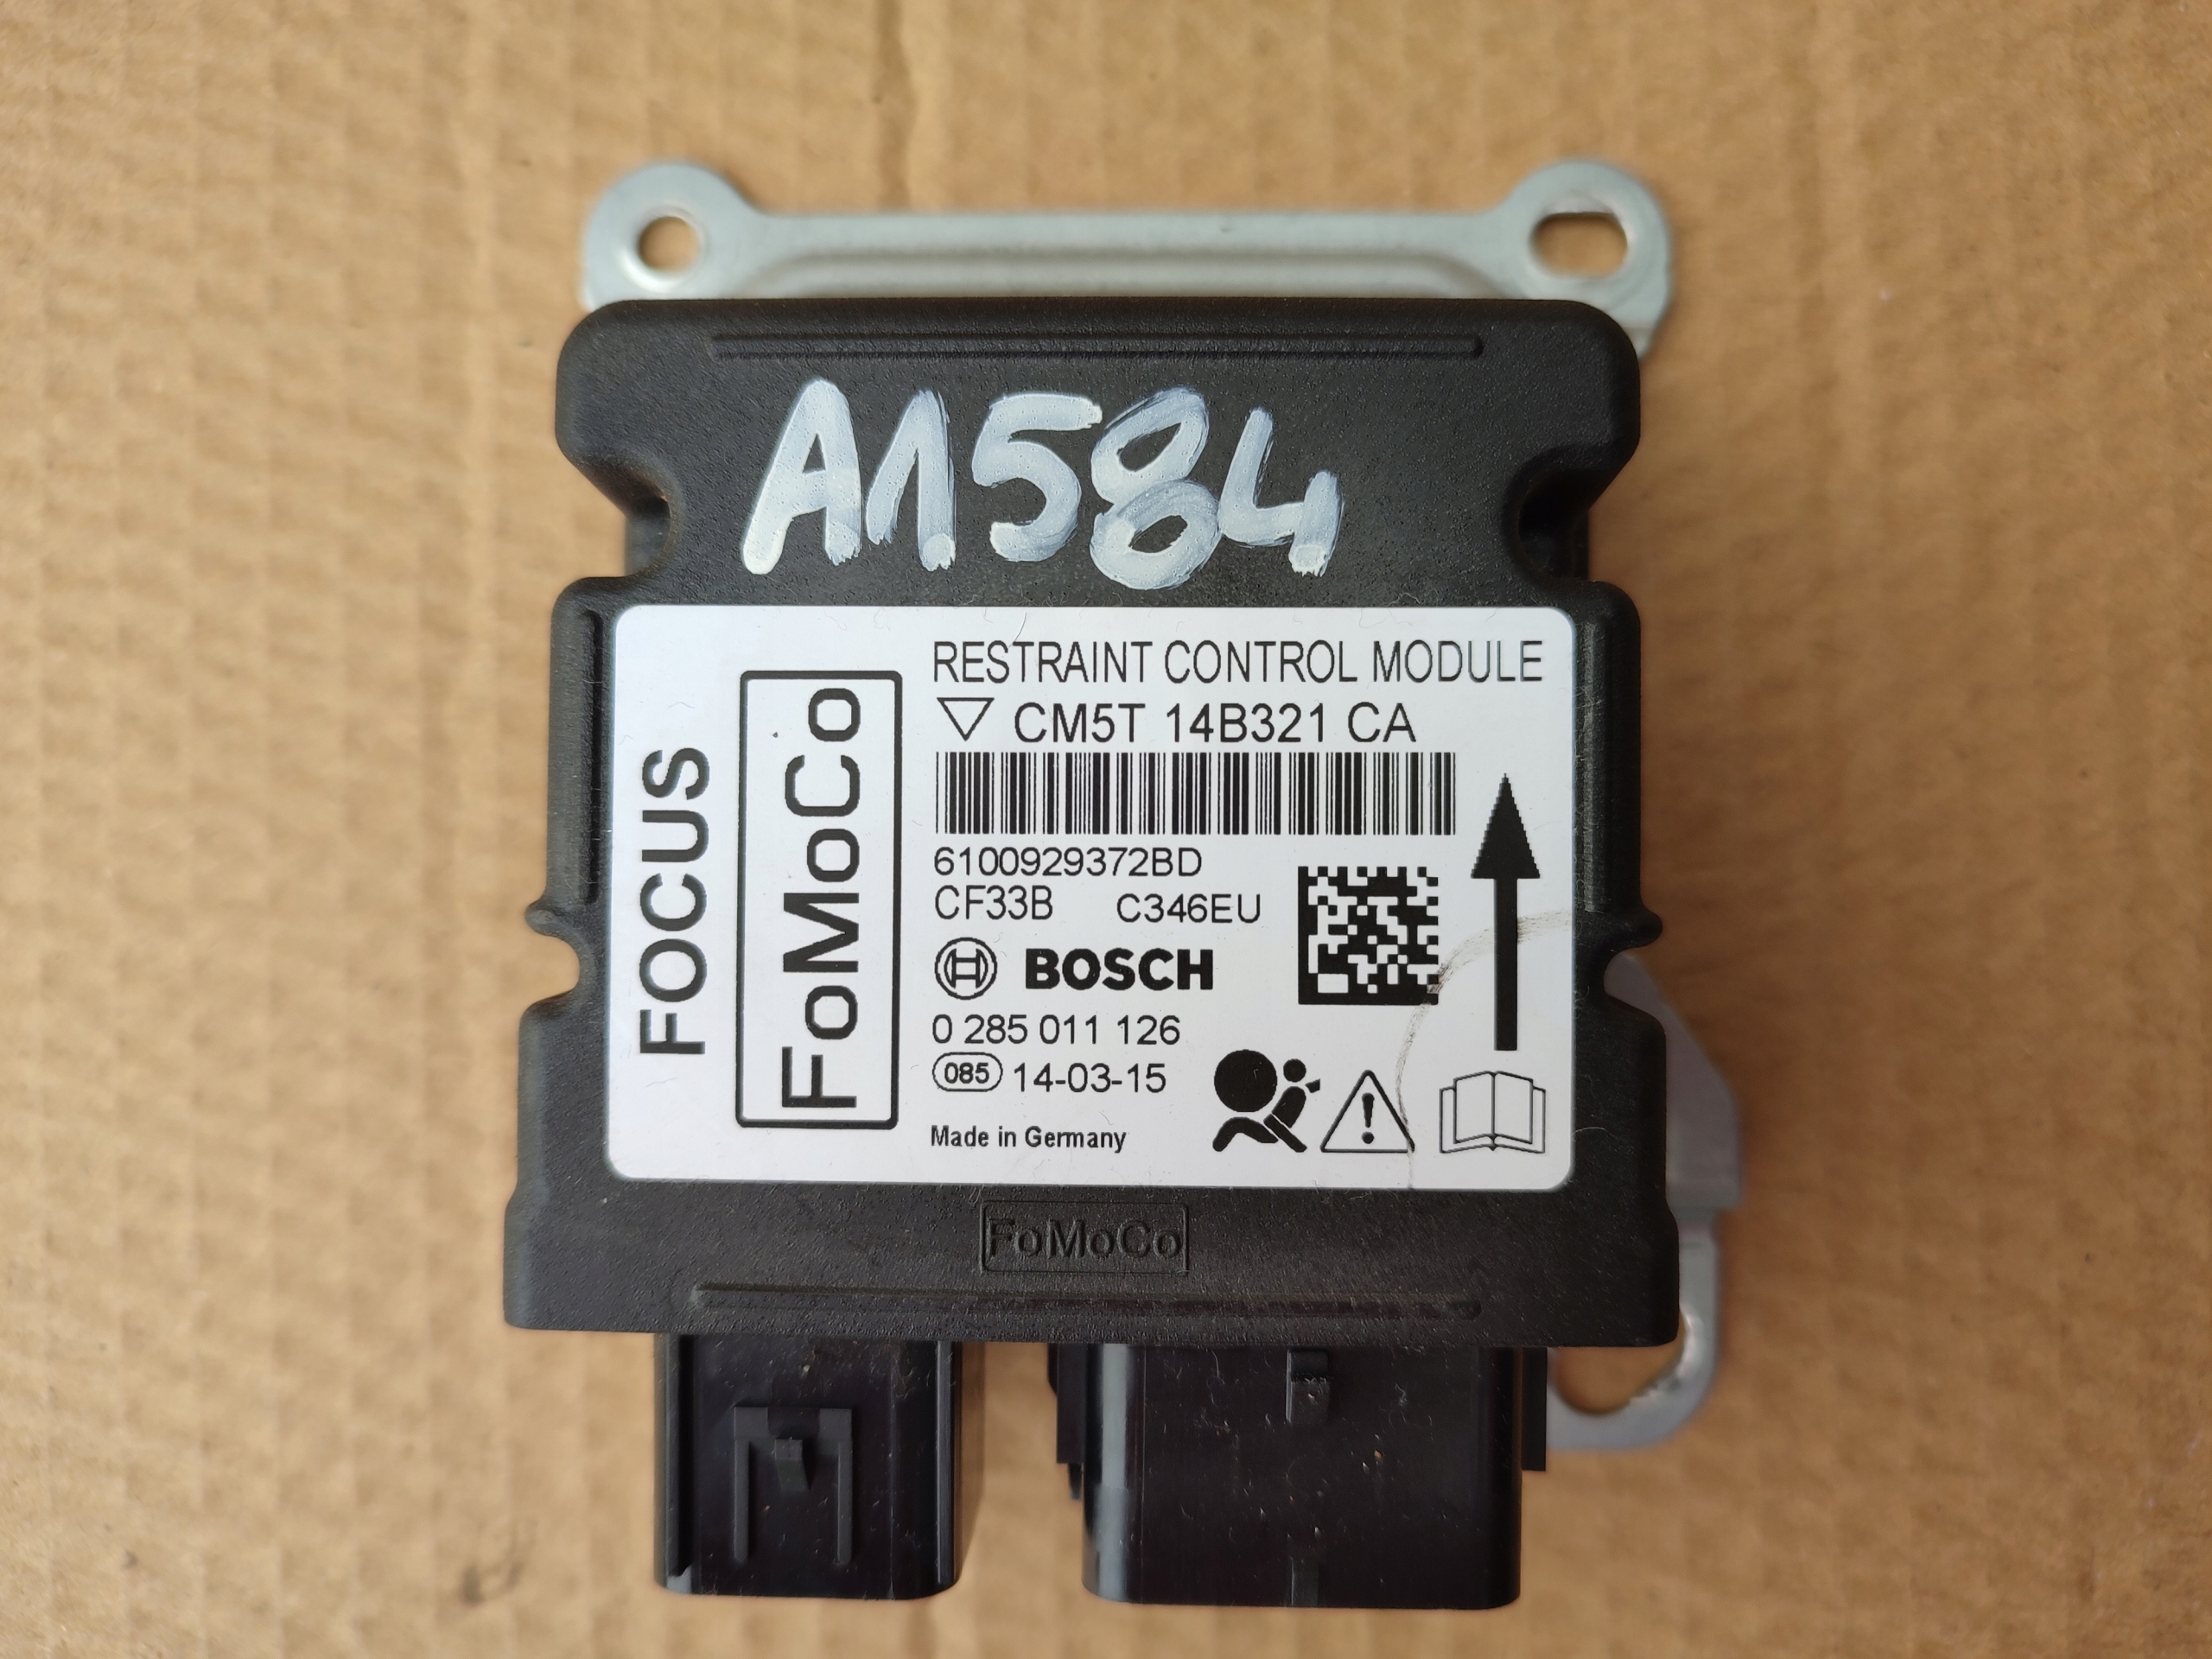 A1584
FOCUS
FoMoCo
RESTRAINT CONTROL MODULE
CM5T 14B321 CA
6100929372BD
CF33B C346EU
BOSCH
0 285 011 126
085 14-03-15
Made in Germany
FoMoCo